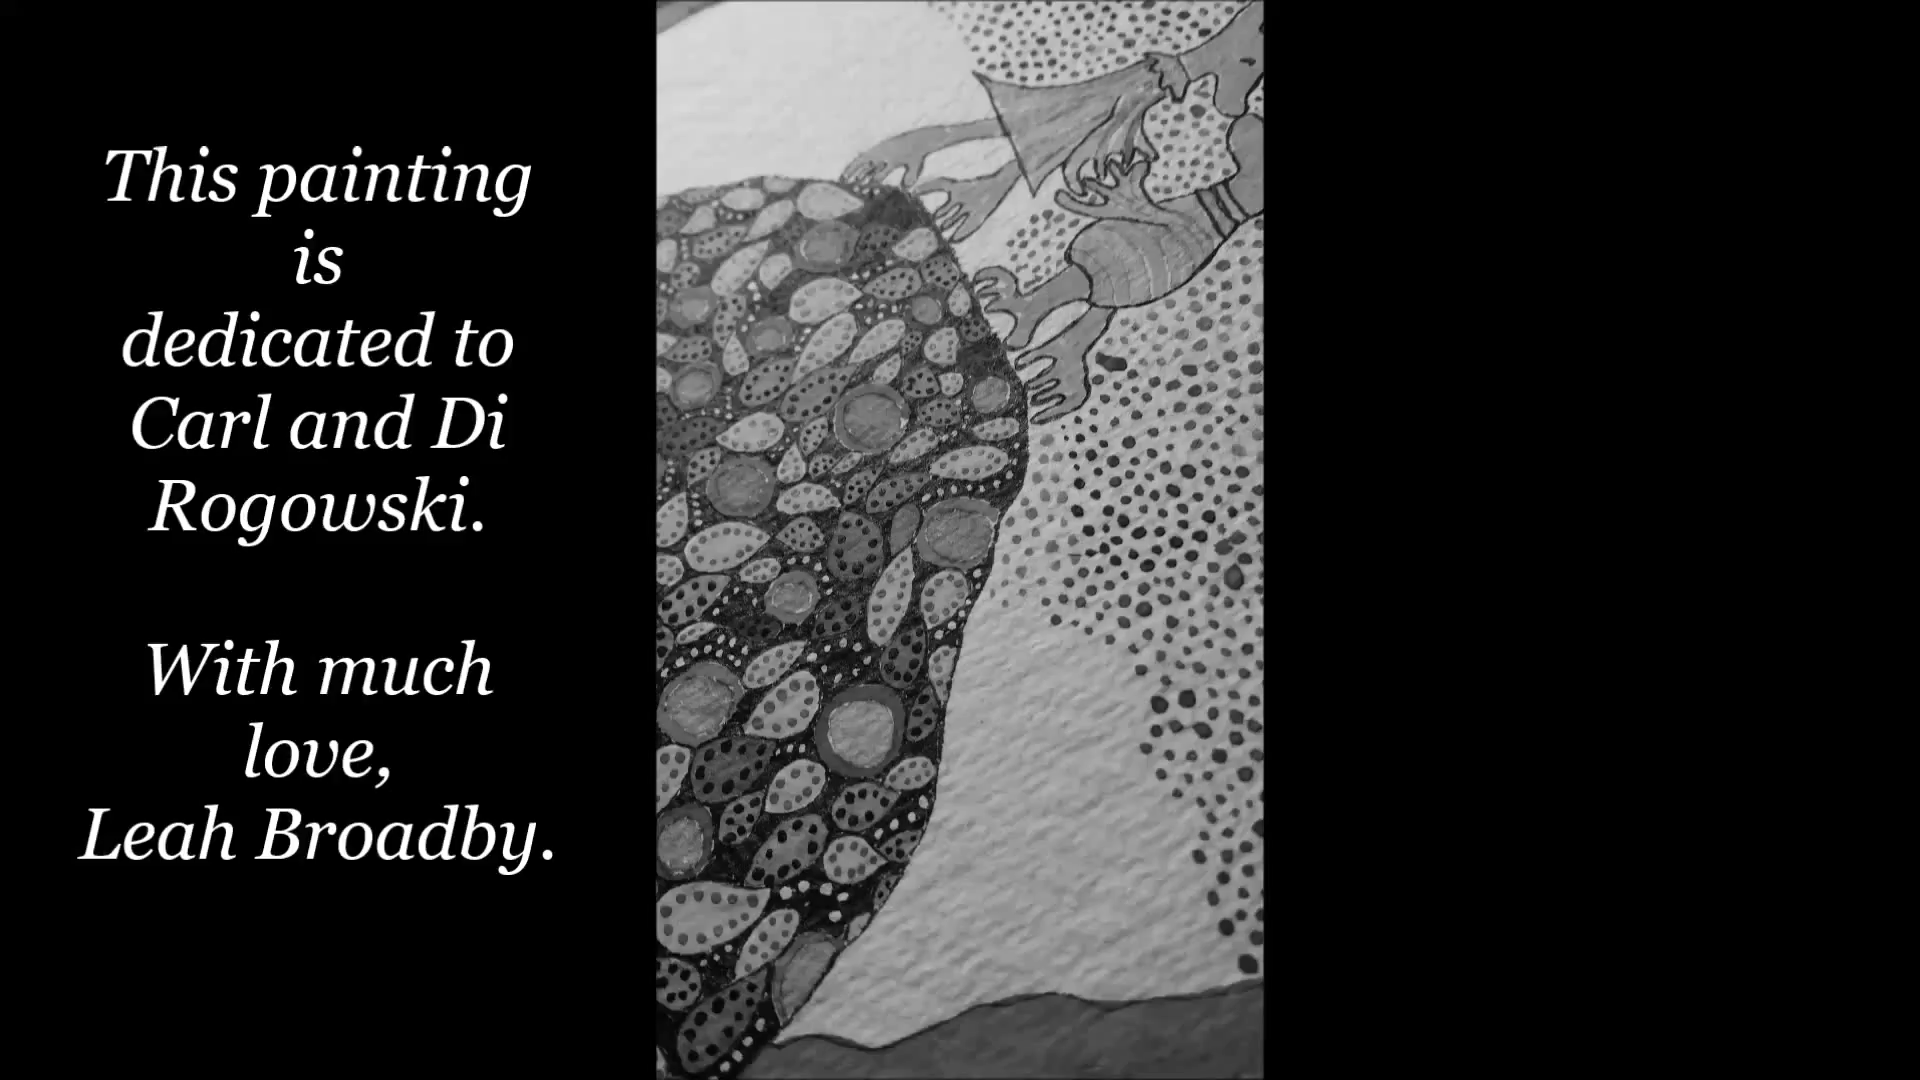 This painting
is
dedicated to
Carl and Di
Rogowski.
With much
love,
Leah Broadby.